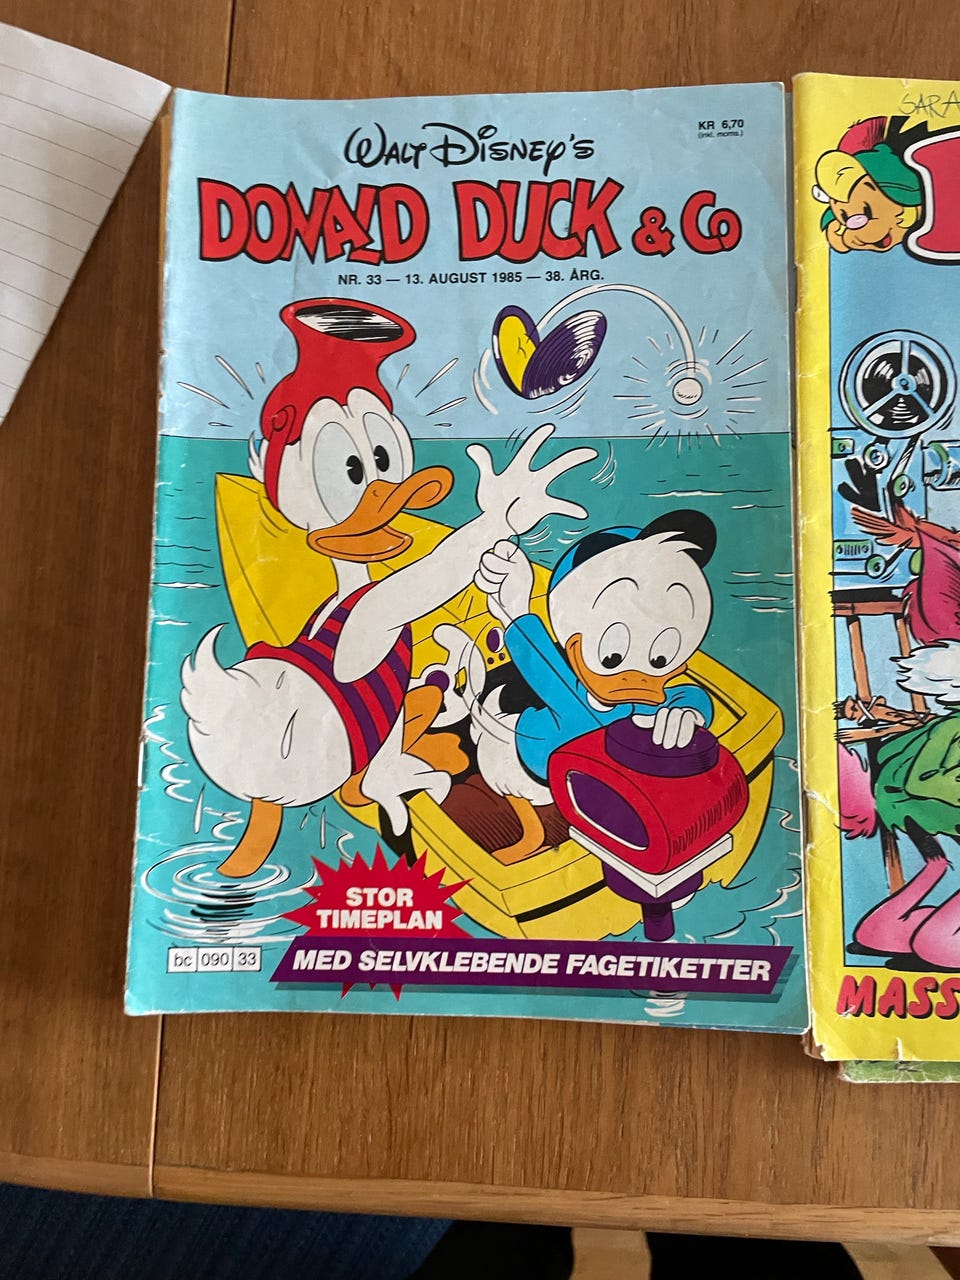 WALT DISNEY'S
KR 6,70
(inkl. moms.)
DONALD DUCK & Co
NR. 33 — 13. AUGUST 1985 — 38. ÅRG.
STOR
TIMEPLAN
MED SELVKLEBENDE FAGETIKETTER
bc 090 33
SARA
MASS